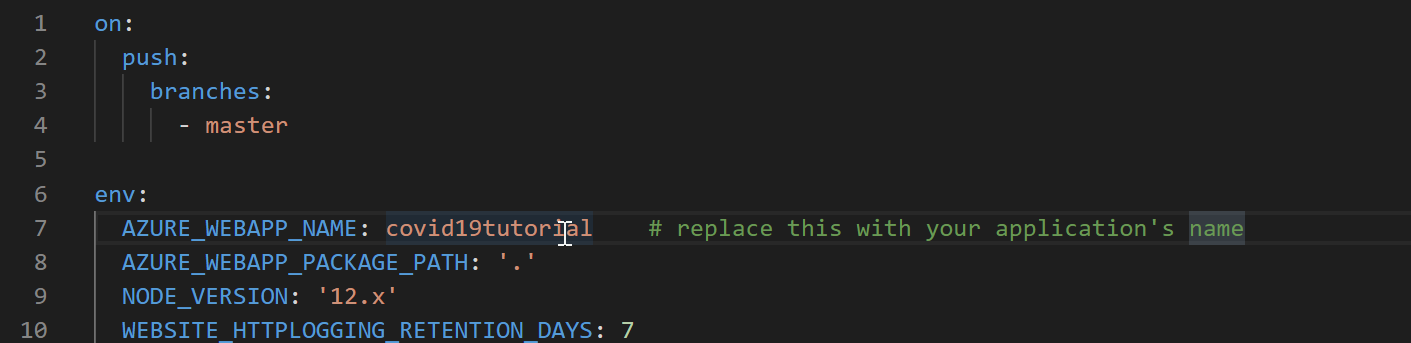 1 on:
2 push:
3 branches:
4 - master
5
6 env:
7 AZURE_WEBAPP_NAME: covid19tutorial # replace this with your application's name
8 AZURE_WEBAPP_PACKAGE_PATH: '.'
9 NODE_VERSION: '12.x'
10 WEBSITE_HTTPLOGGING_RETENTION_DAYS: 7